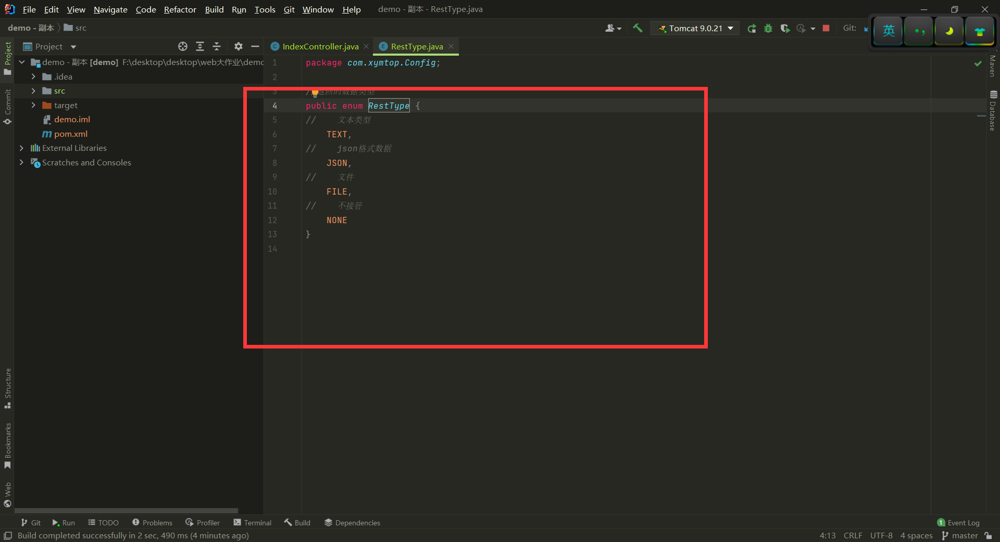 File Edit View Navigate Code Refactor Build Run Tools Git Window Help demo - 副本 - RestType.java
demo - 副本 src Tomcat 9.0.21 Git: 英
Project IndexController.java RestType.java
demo - 副本 [demo] F:\desktop\desktop\web大作业\demo
.idea
src
target
demo.iml
pom.xml
External Libraries
Scratches and Consoles
1 package com.xymtop.Config;
2
3 返回的数据类型
4 public enum RestType {
5 // 文本类型
6 TEXT,
7 // json格式数据
8 JSON,
9 // 文件
10 FILE,
11 // 不接管
12 NONE
13 }
14
Project
Commit
Structure
Bookmarks
Web
Maven
Database
Git Run TODO Problems Profiler Terminal Build Dependencies 1 Event Log
Build completed successfully in 2 sec, 490 ms (4 minutes ago) 4:13 CRLF UTF-8 4 spaces master